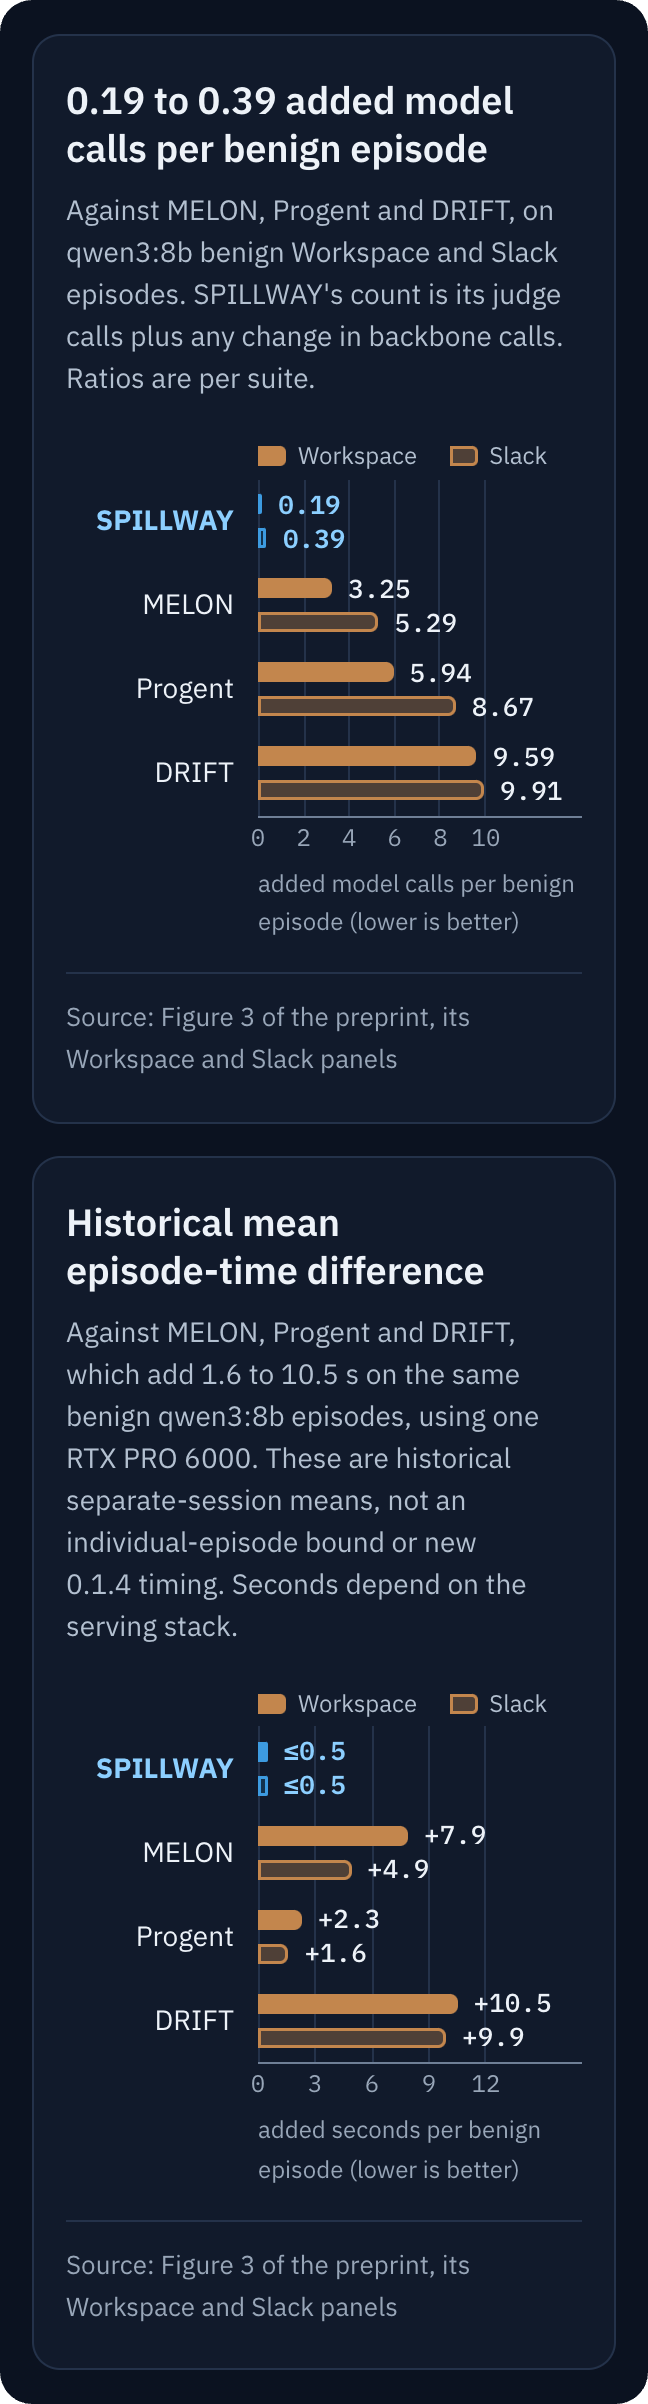 0.19 to 0.39 added model
calls per benign episode
Against MELON, Progent and DRIFT, on
qwen3:8b benign Workspace and Slack
episodes. SPILLWAY's count is its judge
calls plus any change in backbone calls.
Ratios are per suite.
Workspace Slack
SPILLWAY 0.19
0.39
MELON 3.25
5.29
Progent 5.94
8.67
DRIFT 9.59
9.91
0 2 4 6 8 10
added model calls per benign
episode (lower is better)
Source: Figure 3 of the preprint, its
Workspace and Slack panels
Historical mean
episode-time difference
Against MELON, Progent and DRIFT,
which add 1.6 to 10.5 s on the same
benign qwen3:8b episodes, using one
RTX PRO 6000. These are historical
separate-session means, not an
individual-episode bound or new
0.1.4 timing. Seconds depend on the
serving stack.
Workspace Slack
SPILLWAY ≤0.5
≤0.5
MELON +7.9
+4.9
Progent +2.3
+1.6
DRIFT +10.5
+9.9
0 3 6 9 12
added seconds per benign
episode (lower is better)
Source: Figure 3 of the preprint, its
Workspace and Slack panels